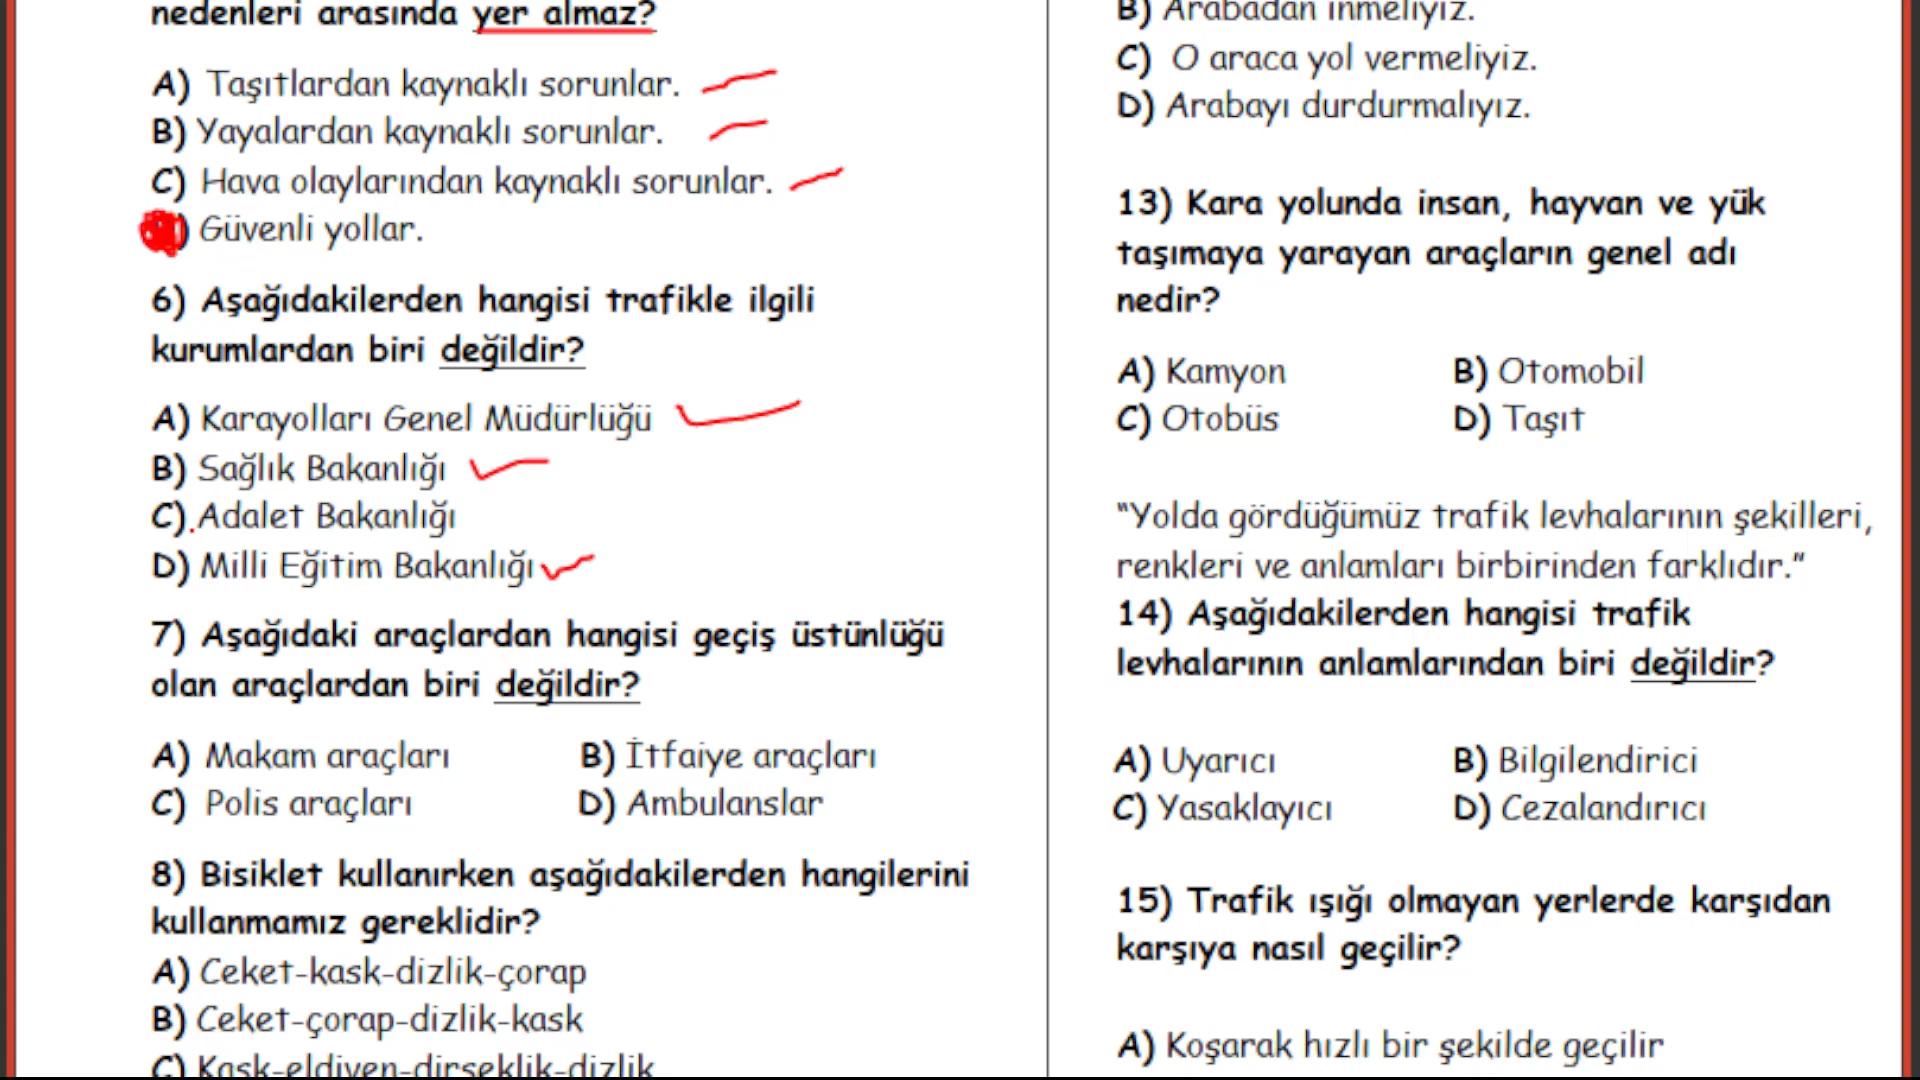 nedenleri arasında yer almaz?
A) Taşıtlardan kaynaklı sorunlar.
B) Yayalardan kaynaklı sorunlar.
C) Hava olaylarından kaynaklı sorunlar.
) Güvenli yollar.
6) Aşağıdakilerden hangisi trafikle ilgili
kurumlardan biri değildir?
A) Karayolları Genel Müdürlüğü
B) Sağlık Bakanlığı
C) Adalet Bakanlığı
D) Milli Eğitim Bakanlığı
7) Aşağıdaki araçlardan hangisi geçiş üstünlüğü
olan araçlardan biri değildir?
A) Makam araçları B) İtfaiye araçları
C) Polis araçları D) Ambulanslar
8) Bisiklet kullanırken aşağıdakilerden hangilerini
kullanmamız gereklidir?
A) Ceket-kask-dizlik-çorap
B) Ceket-çorap-dizlik-kask
C) Kask-eldiven-dirseklik-dizlik
B) Arabadan inmeliyiz.
C) O araca yol vermeliyiz.
D) Arabayı durdurmalıyız.
13) Kara yolunda insan, hayvan ve yük
taşımaya yarayan araçların genel adı
nedir?
A) Kamyon B) Otomobil
C) Otobüs D) Taşıt
"Yolda gördüğümüz trafik levhalarının şekilleri,
renkleri ve anlamları birbirinden farklıdır."
14) Aşağıdakilerden hangisi trafik
levhalarının anlamlarından biri değildir?
A) Uyarıcı B) Bilgilendirici
C) Yasaklayıcı D) Cezalandırıcı
15) Trafik ışığı olmayan yerlerde karşıdan
karşıya nasıl geçilir?
A) Koşarak hızlı bir şekilde geçilir